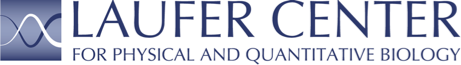 LAUFER CENTER
FOR PHYSICAL AND QUANTITATIVE BIOLOGY